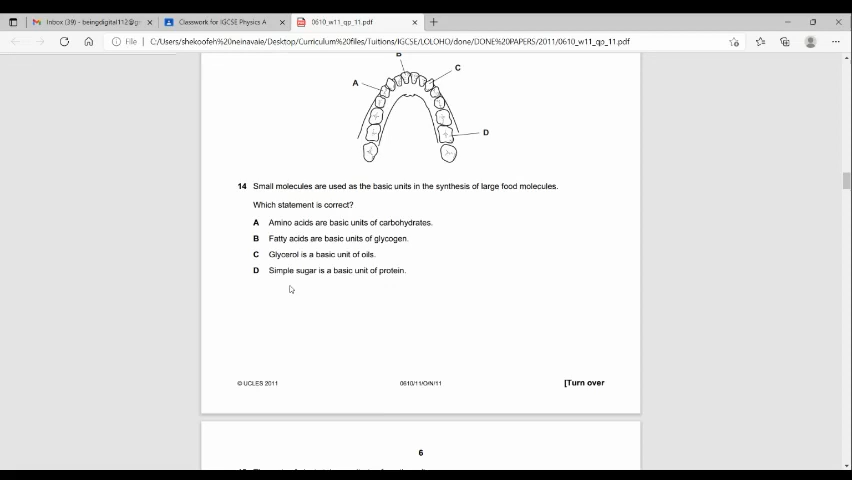 Inbox (39) - beingdigital112@g
Classwork for IGCSE Physics A
0610_w11_qp_11.pdf
File
C:/Users/shekoofeh%20neinavaie/Desktop/Curriculum%20files/Tuitions/IGCSE/LOLOHO/done/DONE%20PAPERS/2011/0610_w11_qp_11.pdf
B
C
A
D
14 Small molecules are used as the basic units in the synthesis of large food molecules.
Which statement is correct?
A Amino acids are basic units of carbohydrates.
B Fatty acids are basic units of glycogen.
C Glycerol is a basic unit of oils.
D Simple sugar is a basic unit of protein.
© UCLES 2011
0610/11/O/N/11
[Turn over
6